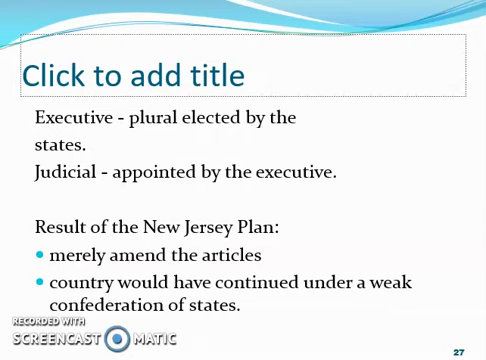 Click to add title
Executive - plural elected by the
states.
Judicial - appointed by the executive.
Result of the New Jersey Plan:
merely amend the articles
country would have continued under a weak
confederation of states.
RECORDED WITH
SCREENCAST MATIC
27